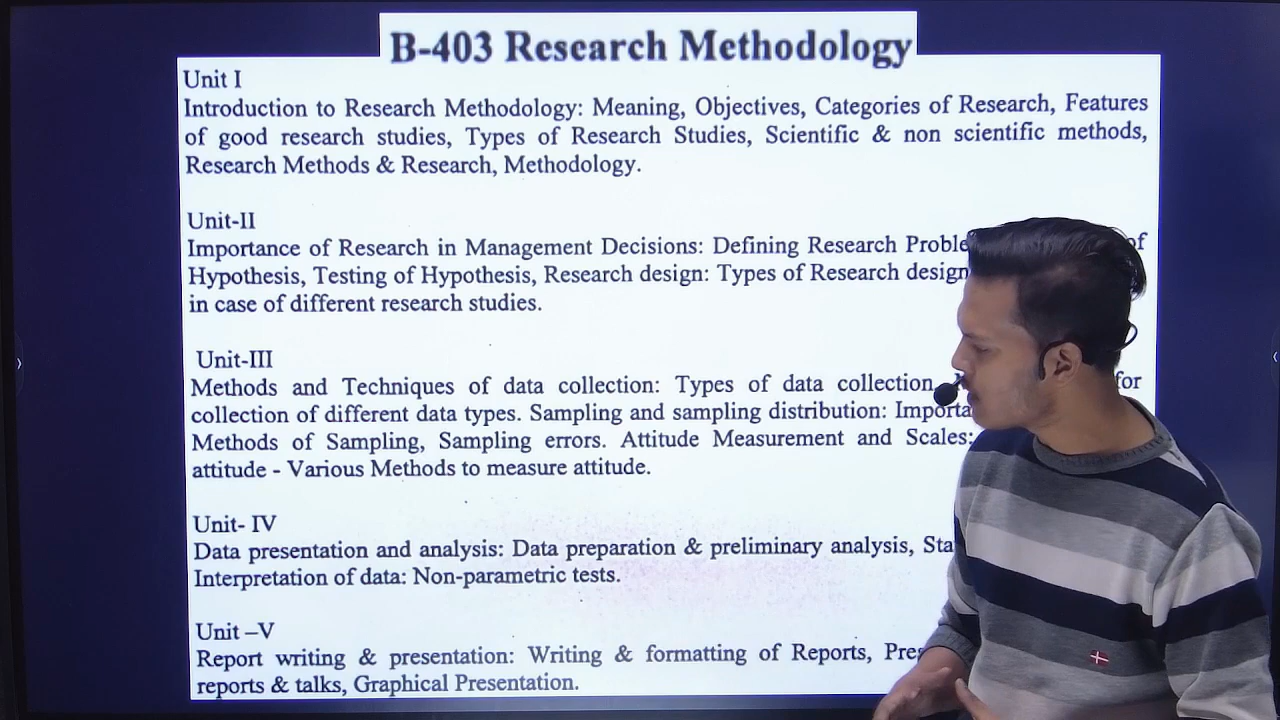 B-403 Research Methodology
Unit I
Introduction to Research Methodology: Meaning, Objectives, Categories of Research, Features
of good research studies, Types of Research Studies, Scientific & non scientific methods,
Research Methods & Research, Methodology.
Unit-II
Importance of Research in Management Decisions: Defining Research of
Hypothesis, Testing of Hypothesis, Research design: Types of Research design
in case of different research studies.
Unit-III
Methods and Techniques of data collection: Types of data collection, for
collection of different data types. Sampling and sampling distribution:
Methods of Sampling, Sampling errors. Attitude Measurement and Scales:
attitude - Various Methods to measure attitude.
Unit- IV
Data presentation and analysis: Data preparation & preliminary analysis,
Interpretation of data: Non-parametric tests.
Unit –V
Report writing & presentation: Writing & formatting of Reports,
reports & talks, Graphical Presentation.